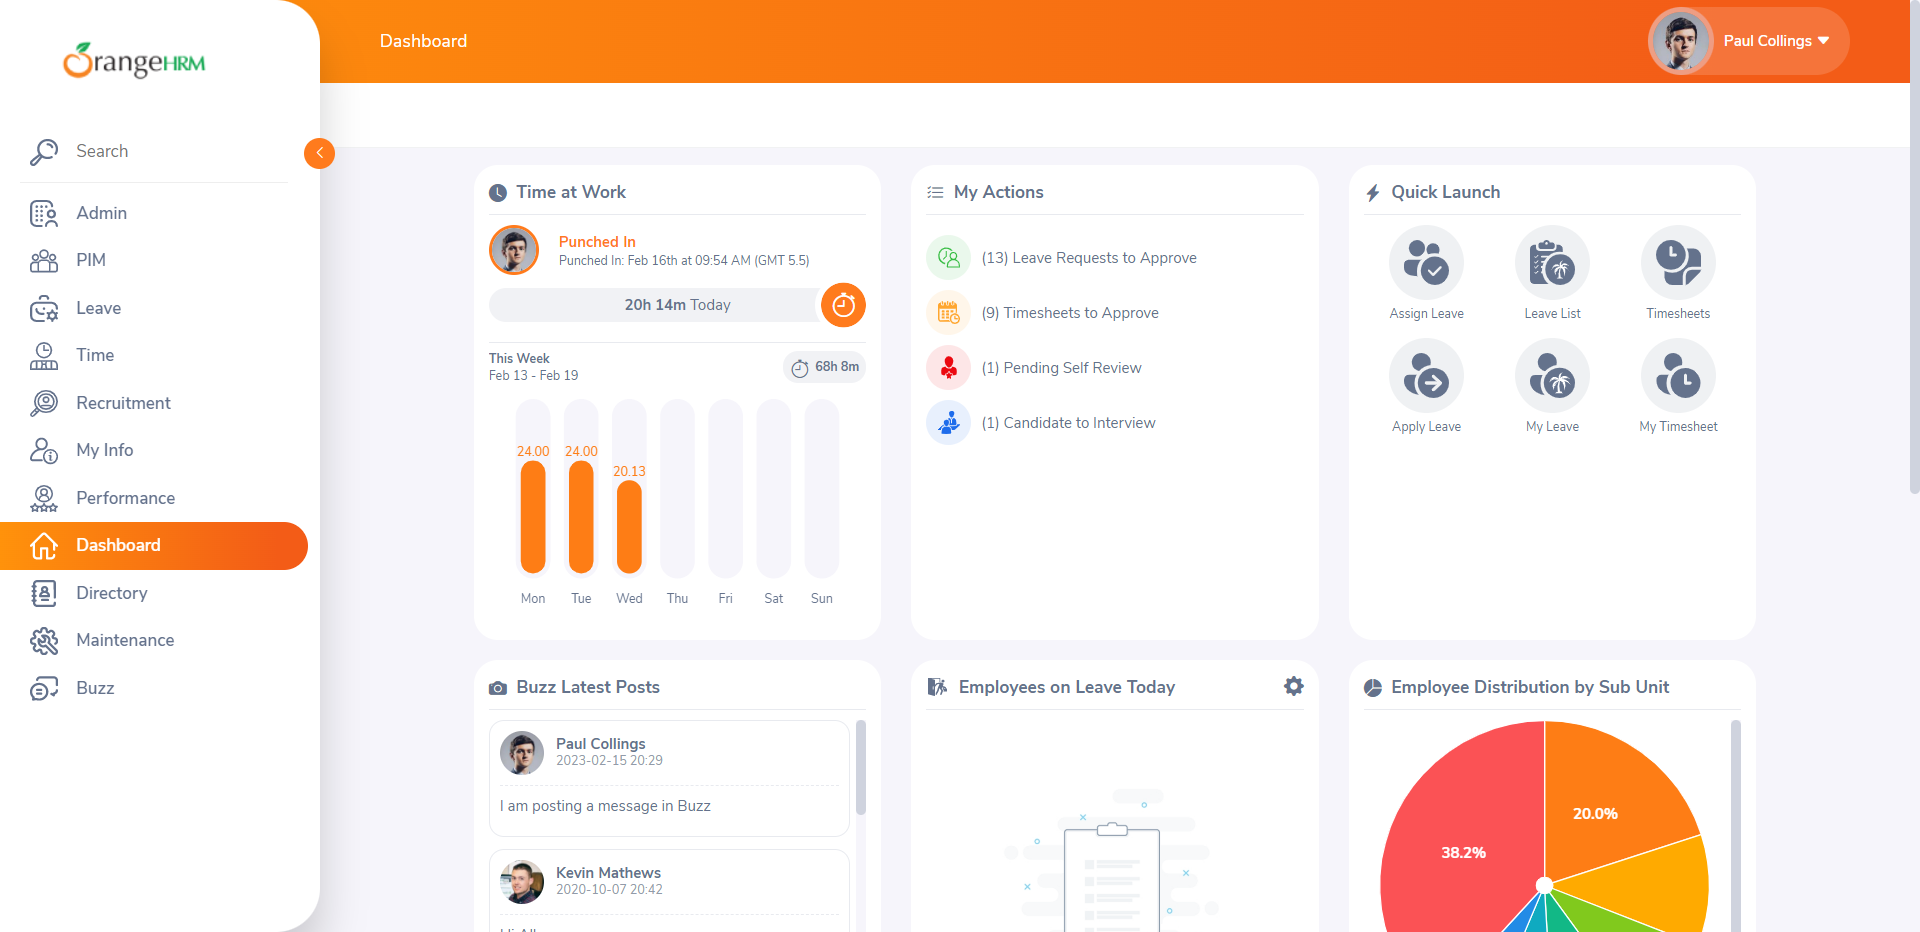 OrangeHRM
Dashboard
Paul Collings
Search
Admin
PIM
Leave
Time
Recruitment
My Info
Performance
Dashboard
Directory
Maintenance
Buzz
Time at Work
Punched In
Punched In: Feb 16th at 09:54 AM (GMT 5.5)
20h 14m Today
This Week
Feb 13 - Feb 19
68h 8m
24.00 24.00 20.13
Mon Tue Wed Thu Fri Sat Sun
My Actions
(13) Leave Requests to Approve
(9) Timesheets to Approve
(1) Pending Self Review
(1) Candidate to Interview
Quick Launch
Assign Leave Leave List Timesheets
Apply Leave My Leave My Timesheet
Buzz Latest Posts
Paul Collings
2023-02-15 20:29
I am posting a message in Buzz
Kevin Mathews
2020-10-07 20:42
Employees on Leave Today
Employee Distribution by Sub Unit
20.0%
38.2%